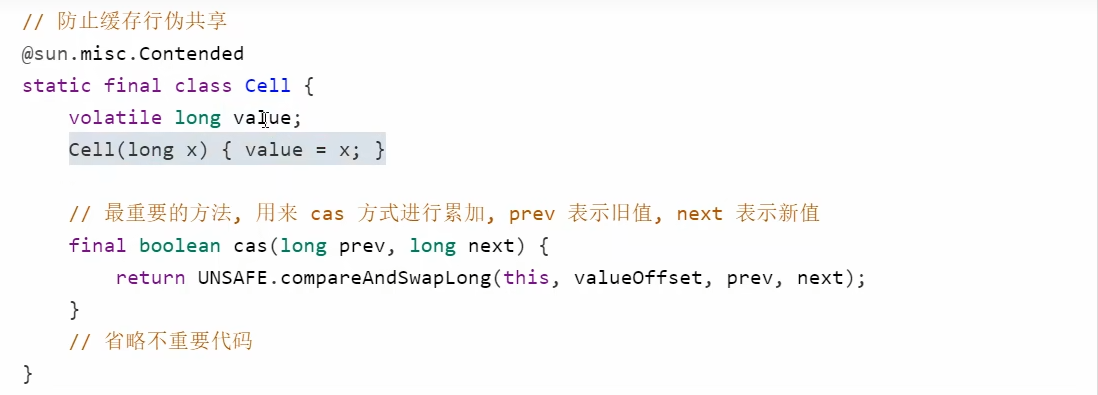 // 防止缓存行伪共享
@sun.misc.Contended
static final class Cell {
volatile long value;
Cell(long x) { value = x; }
// 最重要的方法, 用来 cas 方式进行累加, prev 表示旧值, next 表示新值
final boolean cas(long prev, long next) {
return UNSAFE.compareAndSwapLong(this, valueOffset, prev, next);
}
// 省略不重要代码
}